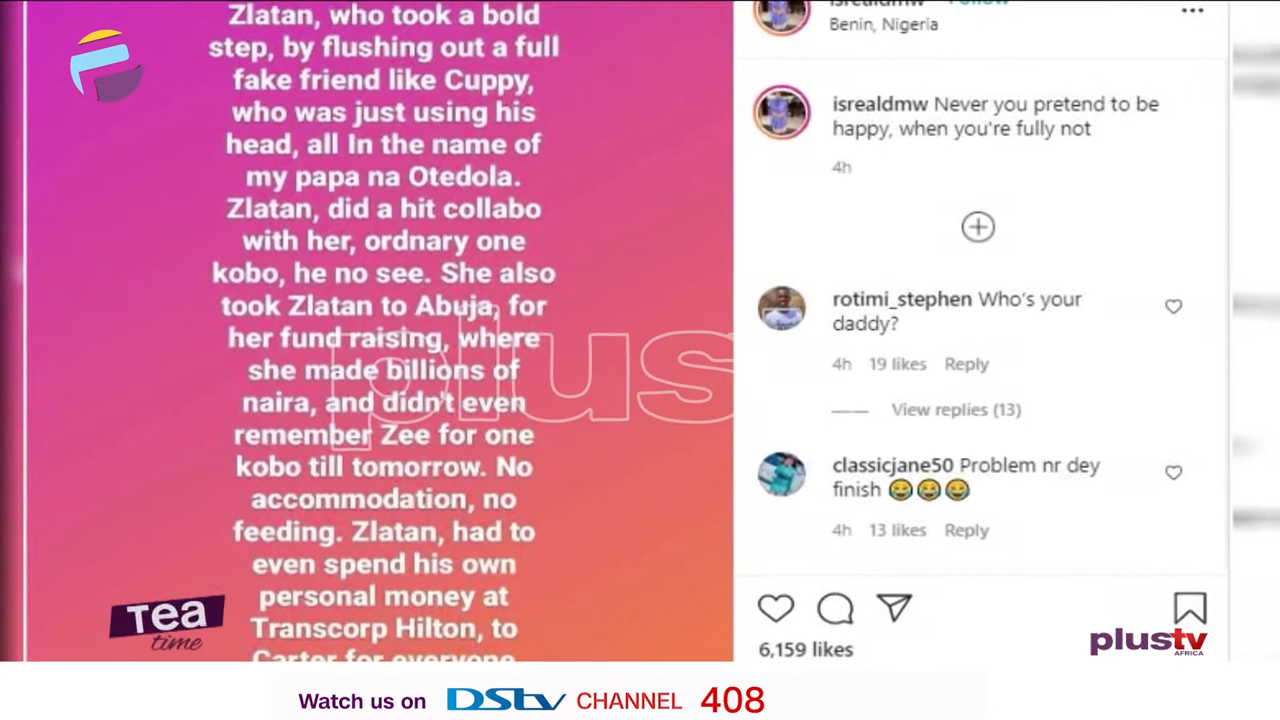 Zlatan, who took a bold
step, by flushing out a full
fake friend like Cuppy,
who was just using his
head, all In the name of
my papa na Otedola.
Zlatan, did a hit collabo
with her, ordnary one
kobo, he no see. She also
took Zlatan to Abuja, for
her fund raising, where
she made billions of
naira, and didn't even
remember Zee for one
kobo till tomorrow. No
accommodation, no
feeding. Zlatan, had to
even spend his own
personal money at
Transcorp Hilton, to
Carter for everyone
isrealdmw Follow
Benin, Nigeria
isrealdmw Never you pretend to be
happy, when you're fully not
4h
rotimi_stephen Who's your
daddy?
4h 19 likes Reply
View replies (13)
classicjane50 Problem nr dey
finish 😂😂😂
4h 13 likes Reply
6,159 likes
plus
Tea
time
plustv
AFRICA
Watch us on DStv CHANNEL 408